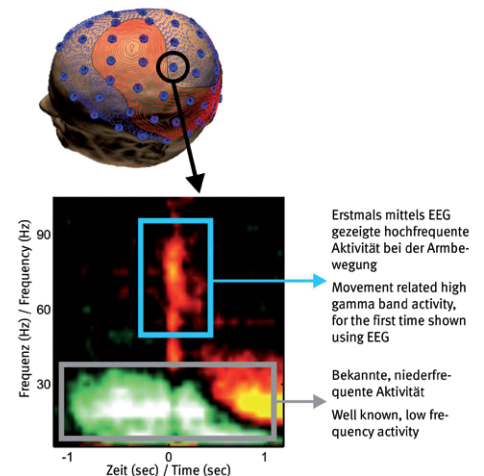 Erstmals mittels EEG
gezeigte hochfrequente
Aktivität bei der Armbe-
wegung
Movement related high
gamma band activity,
for the first time shown
using EEG
Bekannte, niederfre-
quente Aktivität
Well known, low fre-
quency activity
Frequenz (Hz) / Frequency (Hz)
90
60
30
-1
0
1
Zeit (sec) / Time (sec)